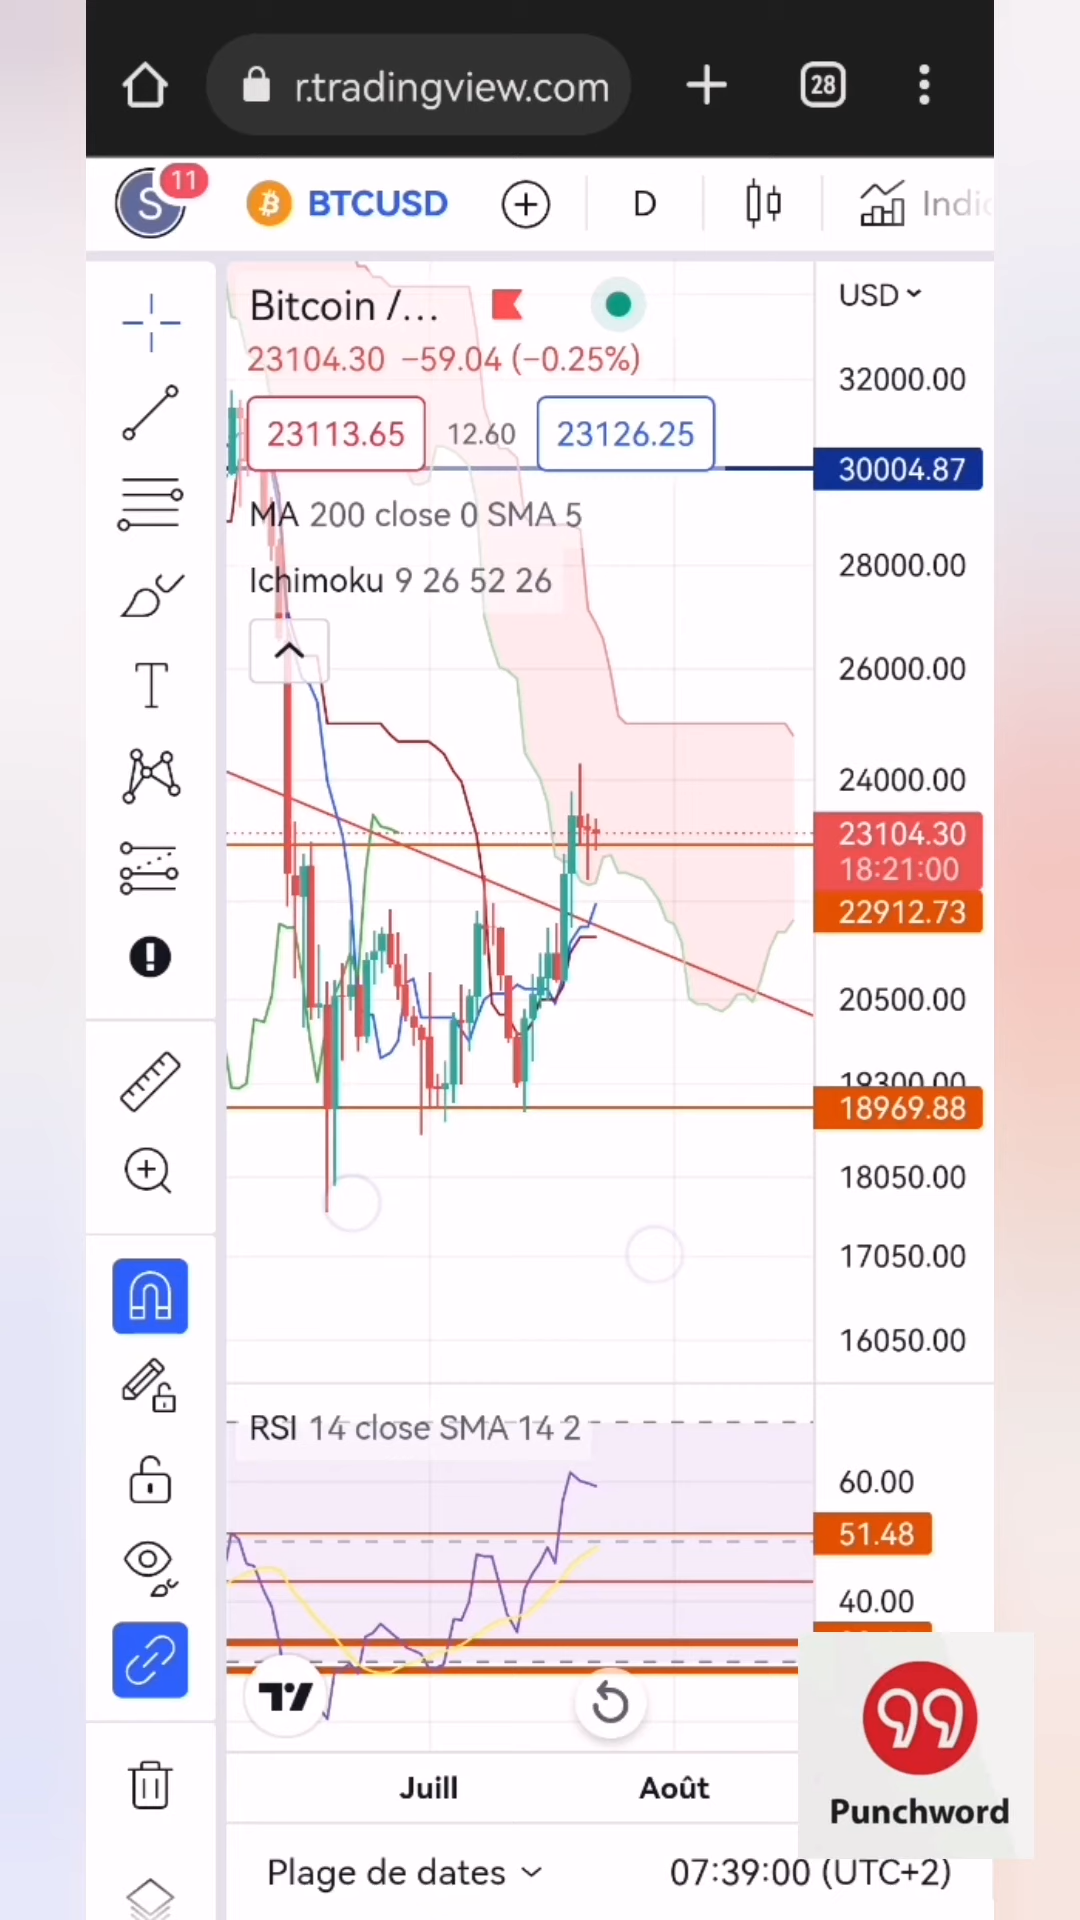 r.tradingview.com
28
S
11
BTCUSD
D
Indic
Bitcoin /...
USD
23104.30 −59.04 (−0.25%)
32000.00
23113.65
12.60
23126.25
30004.87
MA 200 close 0 SMA 5
28000.00
Ichimoku 9 26 52 26
26000.00
24000.00
23104.30
18:21:00
22912.73
20500.00
19300.00
18969.88
18050.00
17050.00
16050.00
RSI 14 close SMA 14 2
60.00
51.48
40.00
Juill
Août
Punchword
Plage de dates
07:39:00 (UTC+2)